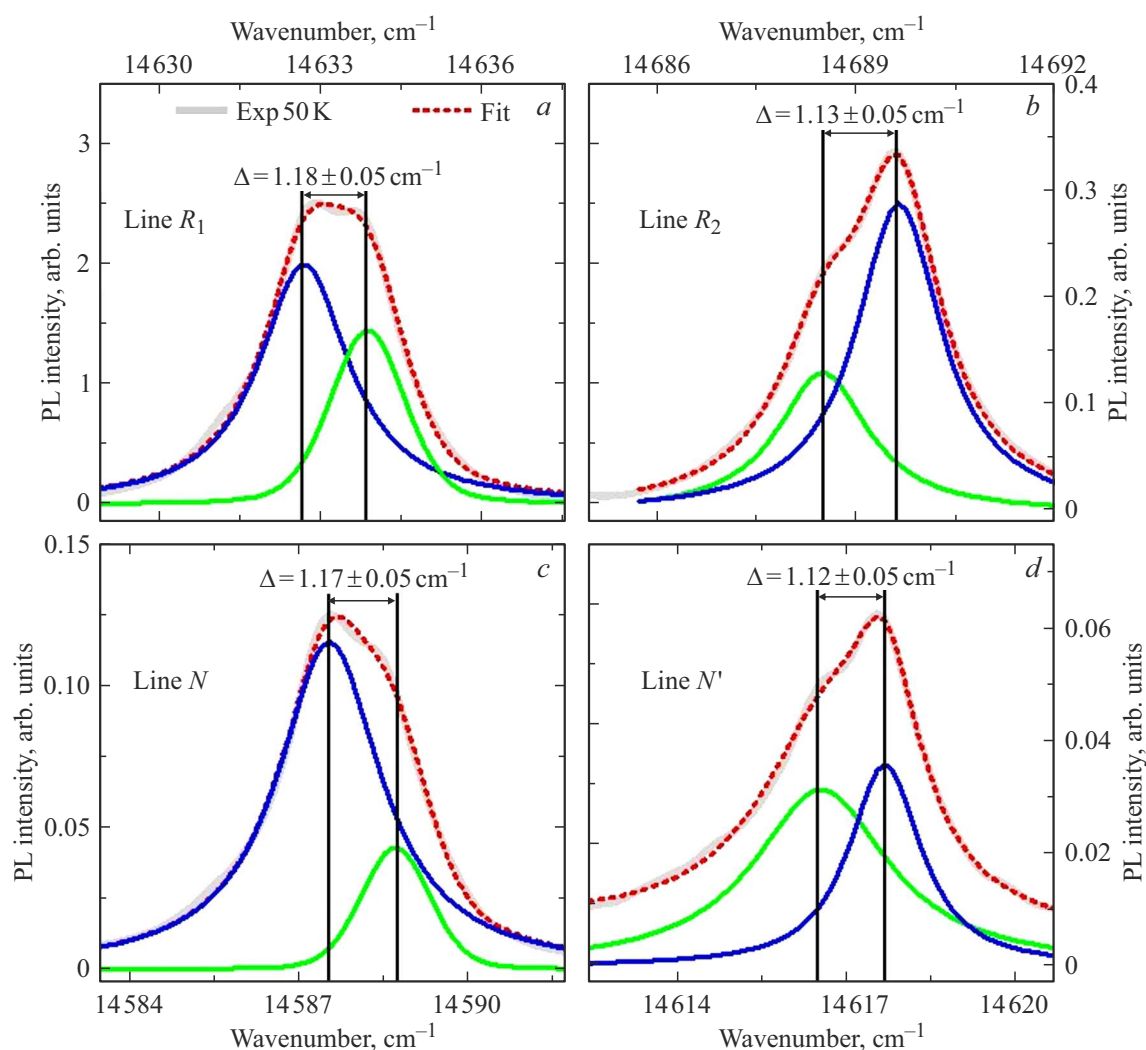 Wavenumber, cm⁻¹
Wavenumber, cm⁻¹
14630 14633 14636
14686 14689 14692
PL intensity, arb. units
3
2
1
0
Exp 50 K
Fit
a
Δ = 1.18 ± 0.05 cm⁻¹
Line R₁
b
Δ = 1.13 ± 0.05 cm⁻¹
Line R₂
0.4
0.3
0.2
0.1
0
PL intensity, arb. units
PL intensity, arb. units
0.15
0.10
0.05
0
c
Δ = 1.17 ± 0.05 cm⁻¹
Line N
d
Δ = 1.12 ± 0.05 cm⁻¹
Line N'
0.06
0.04
0.02
0
PL intensity, arb. units
14584 14587 14590
14614 14617 14620
Wavenumber, cm⁻¹
Wavenumber, cm⁻¹